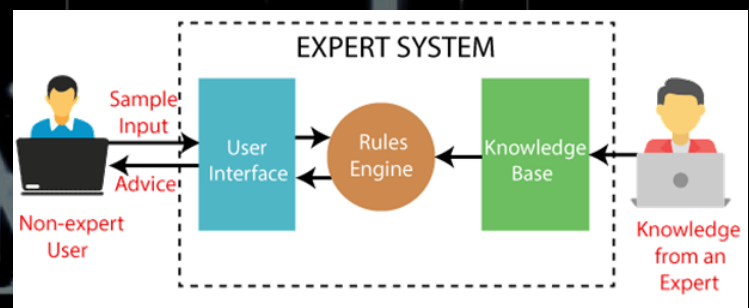 EXPERT SYSTEM
Sample
Input
Advice
Non-expert
User
User
Interface
Rules
Engine
Knowledge
Base
Knowledge
from an
Expert